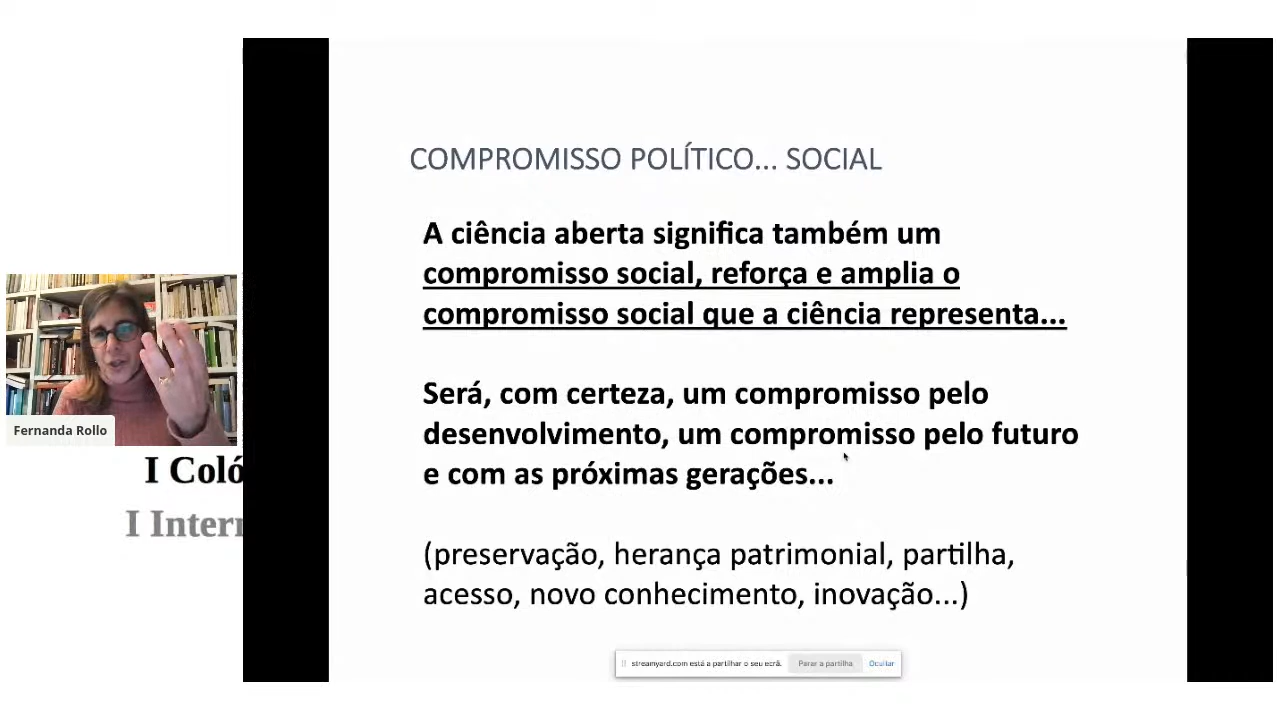 COMPROMISSO POLÍTICO... SOCIAL
A ciência aberta significa também um
compromisso social, reforça e amplia o
compromisso social que a ciência representa...
Será, com certeza, um compromisso pelo
desenvolvimento, um compromisso pelo futuro
e com as próximas gerações...
(preservação, herança patrimonial, partilha,
acesso, novo conhecimento, inovação...)
Fernanda Rollo
I Coló
I Intern
streamyard.com está a partilhar o seu ecrã. Parar a partilha Ocultar